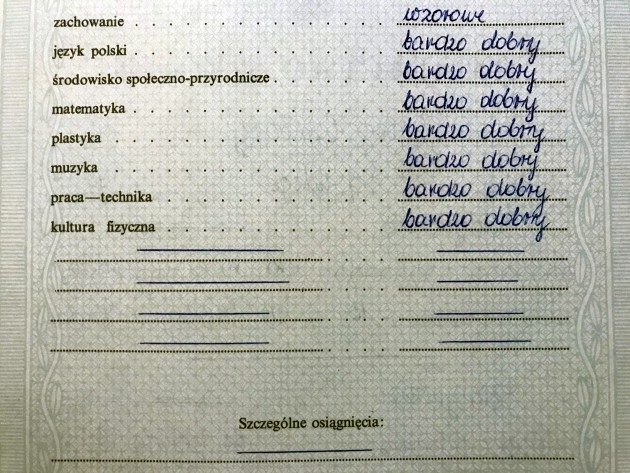 zachowanie . . . . . . . . . . . . . wzorowe
język polski . . . . . . . . . . . . . bardzo dobry
środowisko społeczno-przyrodnicze . . . . . . bardzo dobry
matematyka . . . . . . . . . . . . . bardzo dobry
plastyka . . . . . . . . . . . . . . bardzo dobry
muzyka . . . . . . . . . . . . . . bardzo dobry
praca—technika . . . . . . . . . . . . bardzo dobry
kultura fizyczna . . . . . . . . . . . . bardzo dobry
Szczególne osiągnięcia: